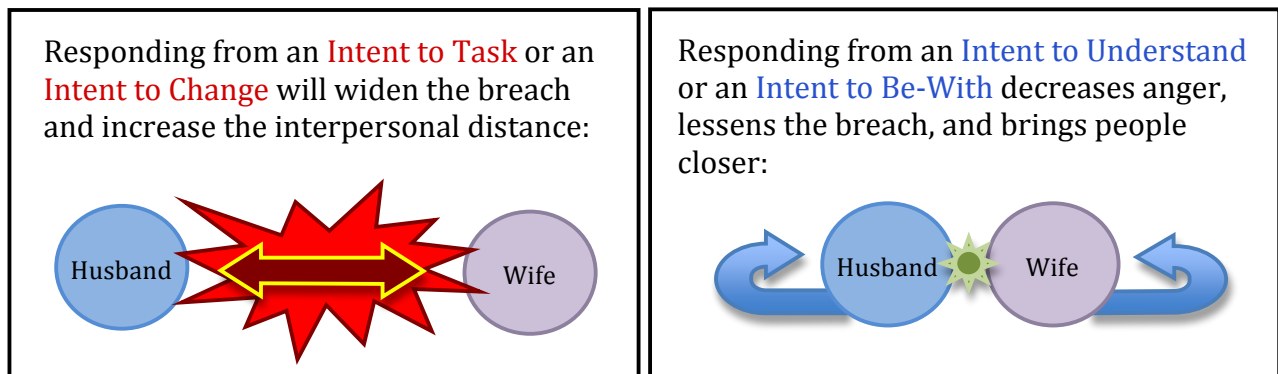 Responding from an Intent to Task or an
Intent to Change will widen the breach
and increase the interpersonal distance:
Husband
Wife
Responding from an Intent to Understand
or an Intent to Be-With decreases anger,
lessens the breach, and brings people
closer:
Husband
Wife